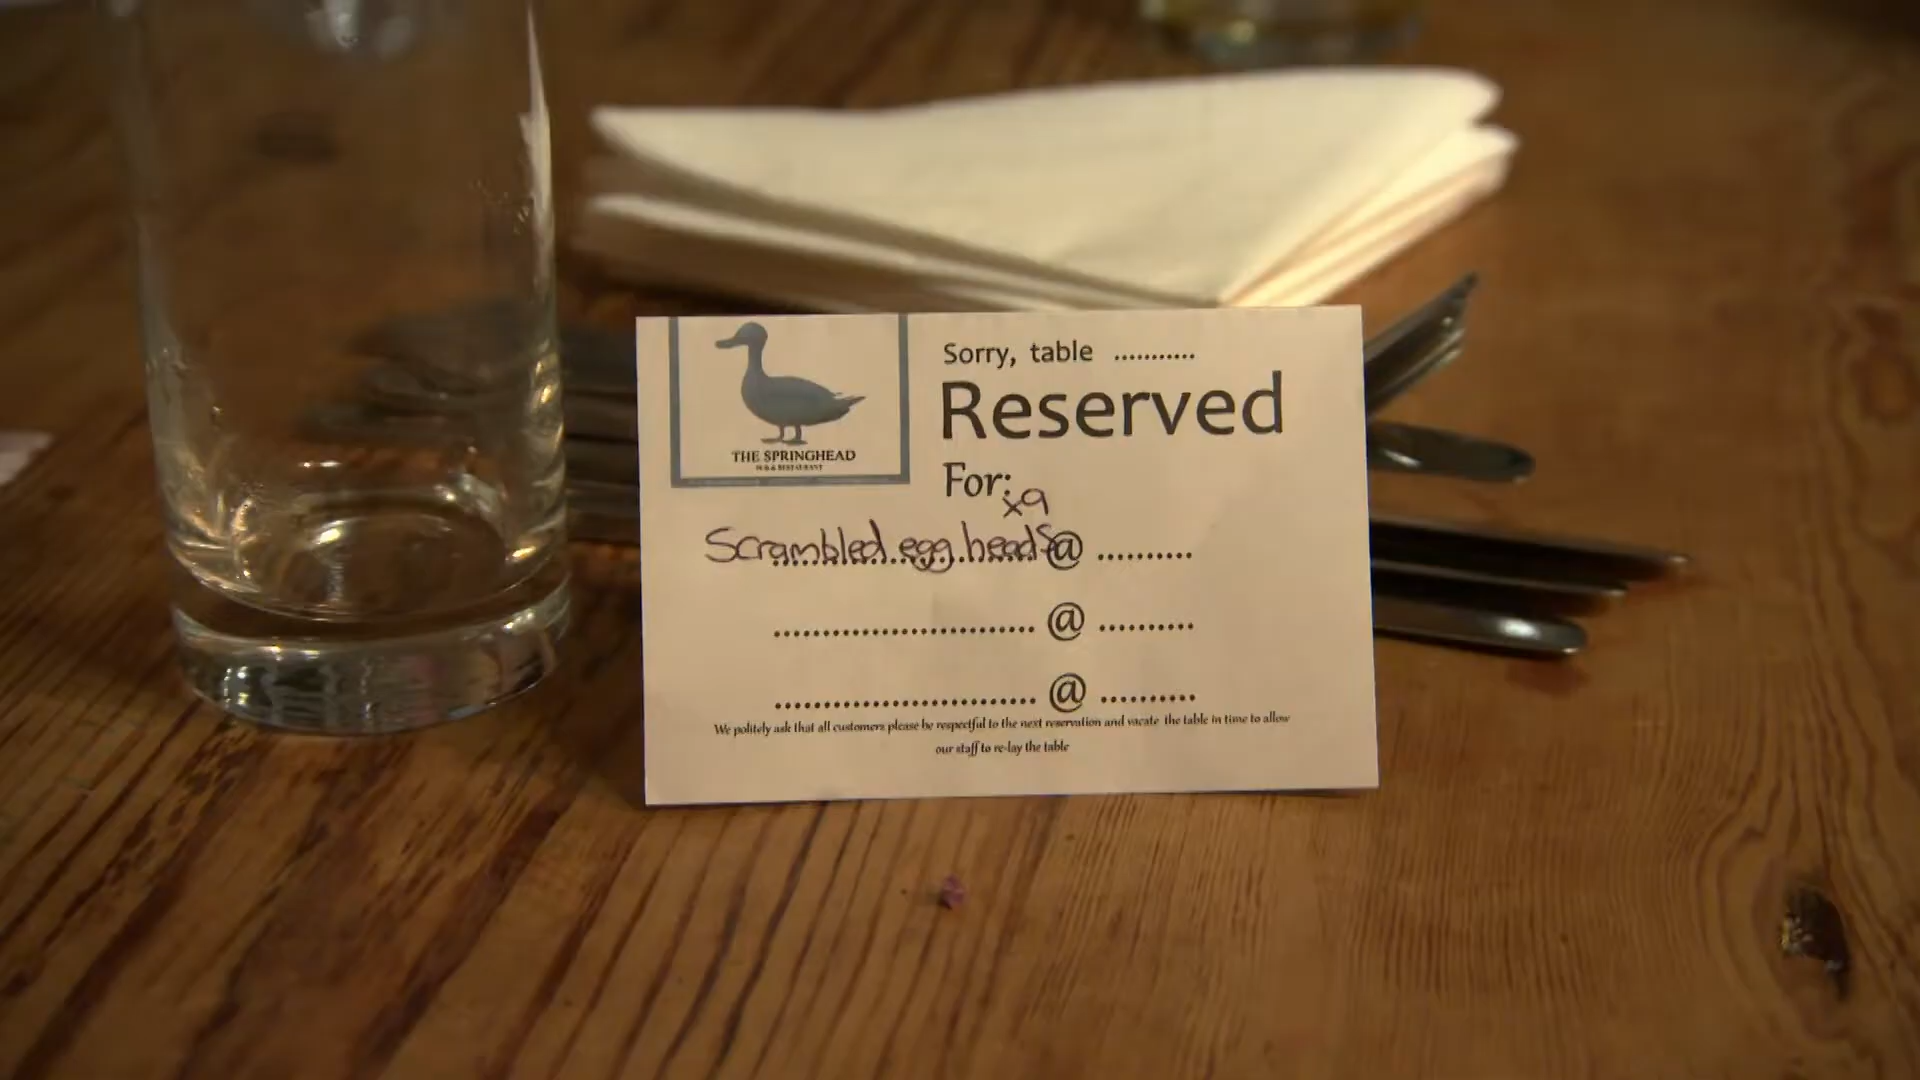 THE SPRINGHEAD
PUB & RESTAURANT
Sorry, table ...........
Reserved
For:
x9
Scrambled egg heads @ ..........
........................... @ ..........
........................... @ ..........
We politely ask that all customers please be respectful to the next reservation and vacate the table in time to allow
our staff to re-lay the table